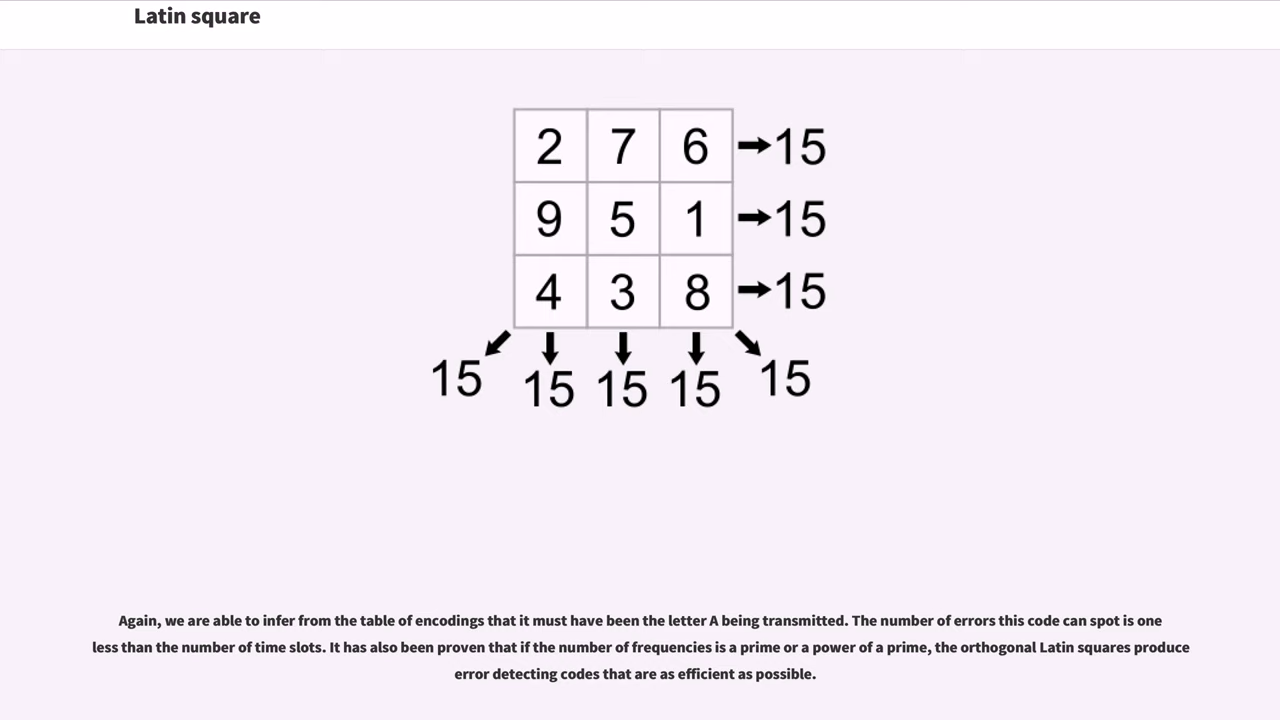 Latin square
2 7 6 15
9 5 1 15
4 3 8 15
15 15 15 15 15
Again, we are able to infer from the table of encodings that it must have been the letter A being transmitted. The number of errors this code can spot is one
less than the number of time slots. It has also been proven that if the number of frequencies is a prime or a power of a prime, the orthogonal Latin squares produce
error detecting codes that are as efficient as possible.